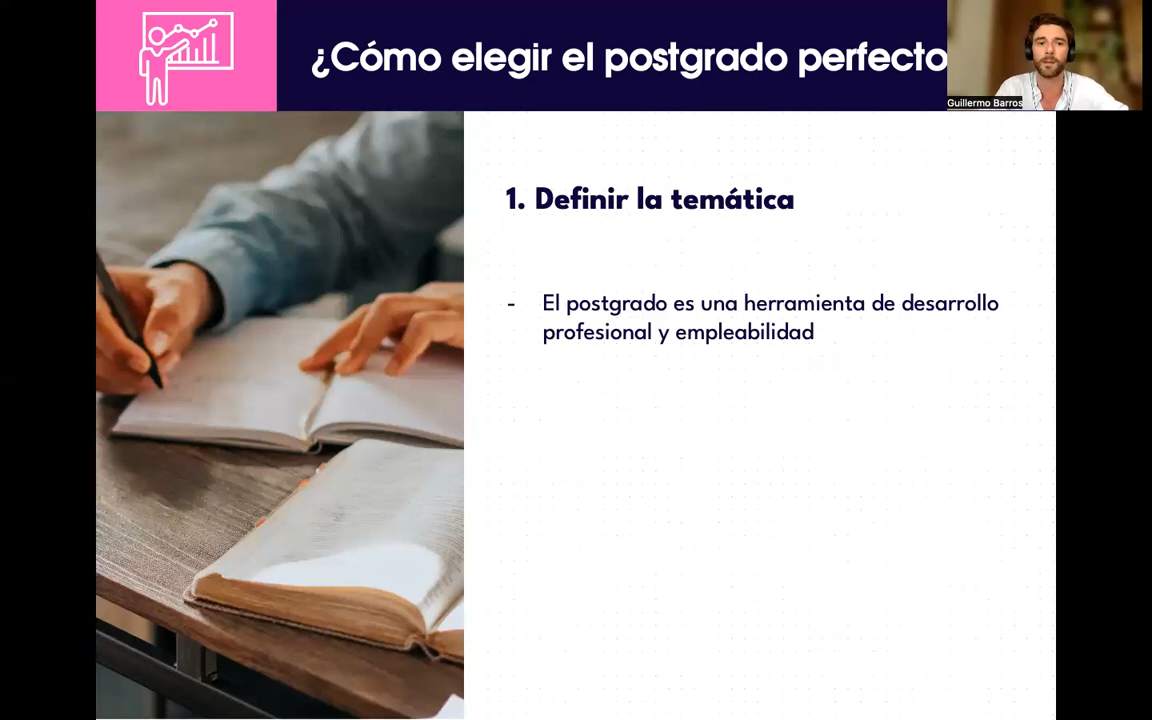 ¿Cómo elegir el postgrado perfecto
Guillermo Barros
1. Definir la temática
- El postgrado es una herramienta de desarrollo
profesional y empleabilidad